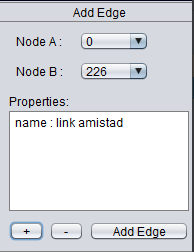 Add Edge
Node A : 0
Node B : 226
Properties:
name : link amistad
+ - Add Edge